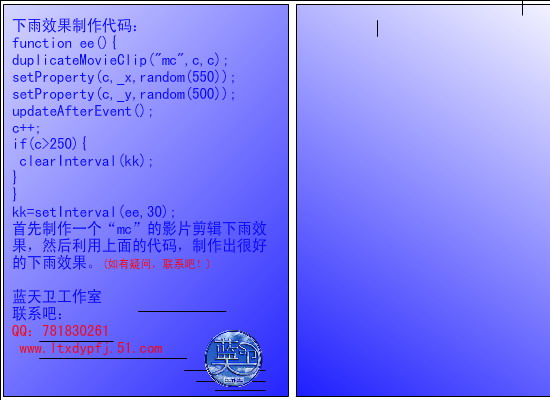 下雨效果制作代码:
function ee(){
duplicateMovieClip("mc",c,c);
setProperty(c,_x,random(550));
setProperty(c,_y,random(500));
updateAfterEvent();
c++;
if(c>250){
clearInterval(kk);
}
}
kk=setInterval(ee,30);
首先制作一个“mc”的影片剪辑下雨效
果，然后利用上面的代码，制作出很好
的下雨效果。(如有疑问，联系吧！)
蓝天卫工作室
联系吧:
QQ: 781830261
www.ltxdypfj.51.com
蓝天卫